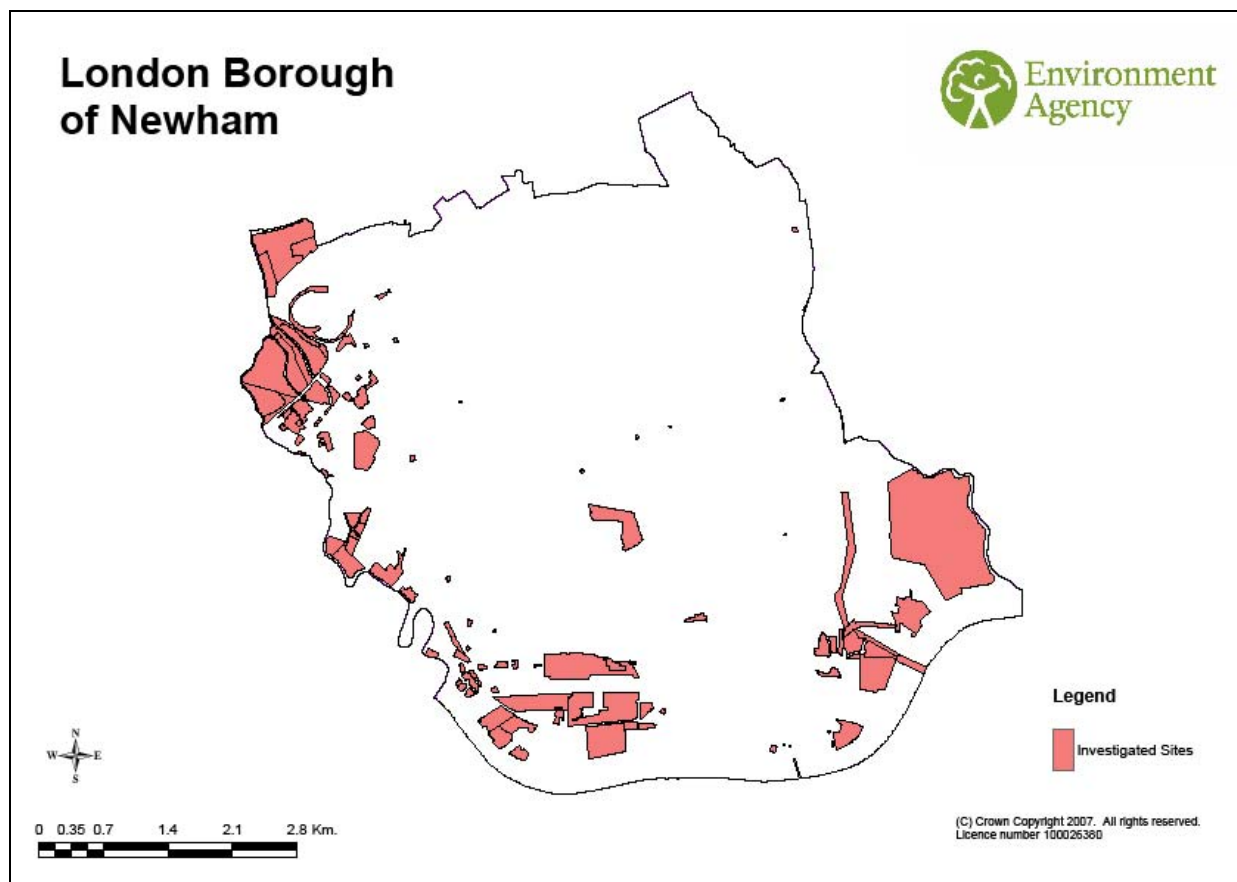 London Borough
of Newham
Environment
Agency
N
W E
S
0 0.35 0.7 1.4 2.1 2.8 Km.
Legend
Investigated Sites
(C) Crown Copyright 2007. All rights reserved.
Licence number 100026380